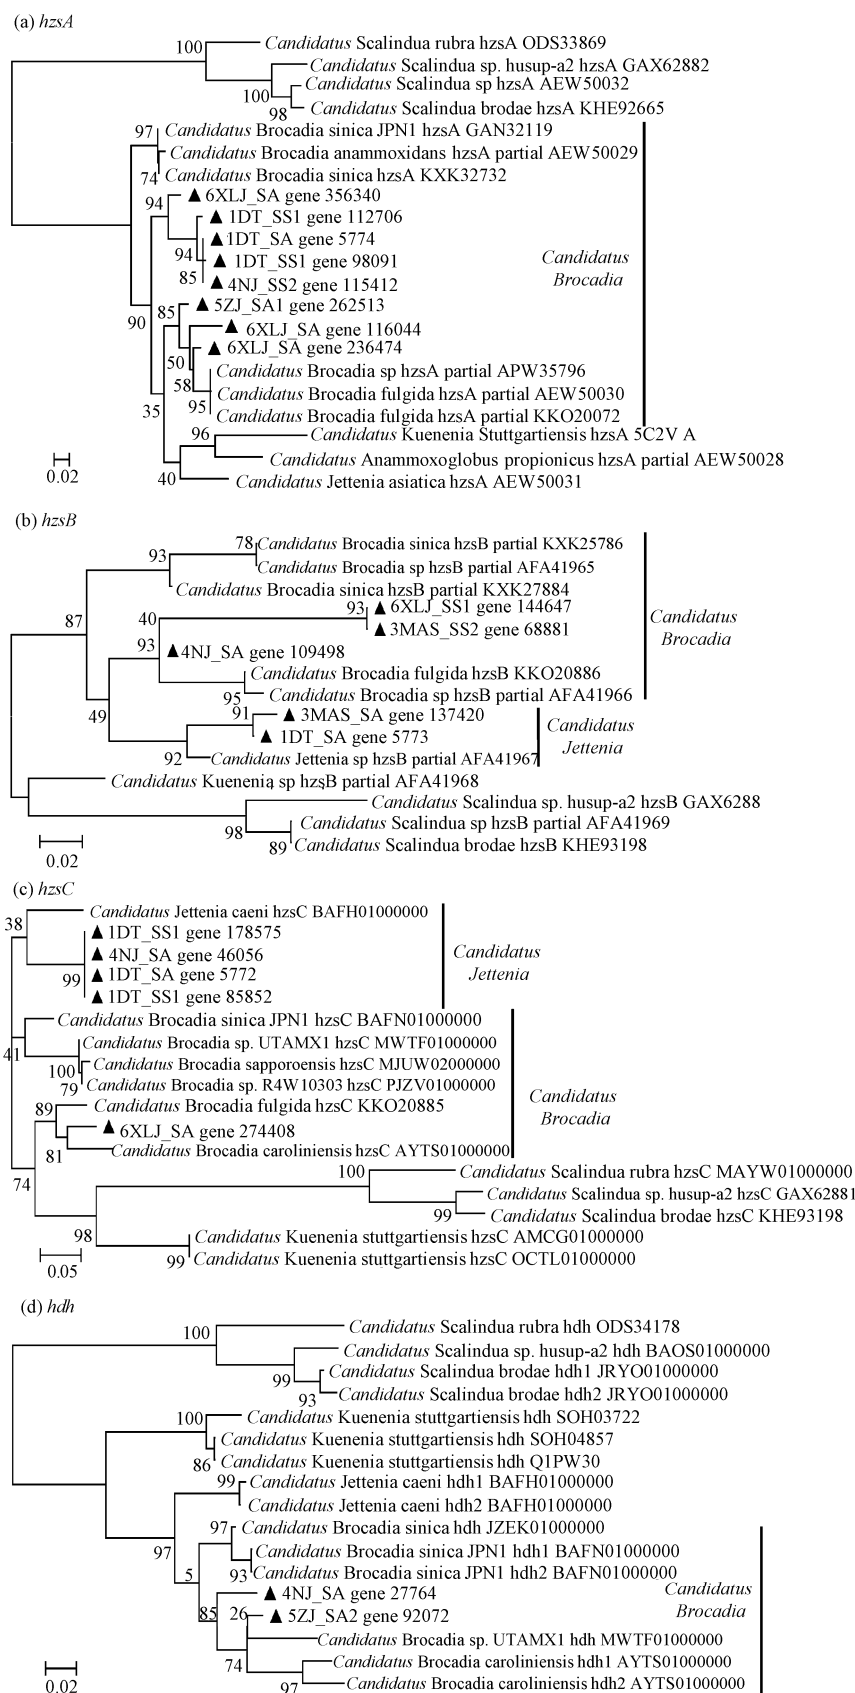 (a) hzsA
100
Candidatus Scalindua rubra hzsA ODS33869
Candidatus Scalindua sp. husup-a2 hzsA GAX62882
Candidatus Scalindua sp hzsA AEW50032
100
Candidatus Scalindua brodae hzsA KHE92665
98
97
Candidatus Brocadia sinica JPN1 hzsA GAN32119
Candidatus Brocadia anammoxidans hzsA partial AEW50029
74
Candidatus Brocadia sinica hzsA KXK32732
94
▲ 6XLJ_SA gene 356340
▲ 1DT_SS1 gene 112706
▲ 1DT_SA gene 5774
94
▲ 1DT_SS1 gene 98091
85
▲ 4NJ_SS2 gene 115412
Candidatus
Brocadia
85
▲ 5ZJ_SA1 gene 262513
90
▲ 6XLJ_SA gene 116044
▲ 6XLJ_SA gene 236474
50
Candidatus Brocadia sp hzsA partial APW35796
58
Candidatus Brocadia fulgida hzsA partial AEW50030
95
35
Candidatus Brocadia fulgida hzsA partial KKO20072
96
Candidatus Kuenenia Stuttgartiensis hzsA 5C2V A
Candidatus Anammoxoglobus propionicus hzsA partial AEW50028
40
Candidatus Jettenia asiatica hzsA AEW50031
0.02
(b) hzsB
78
Candidatus Brocadia sinica hzsB partial KXK25786
93
Candidatus Brocadia sp hzsB partial AFA41965
Candidatus Brocadia sinica hzsB partial KXK27884
93
▲ 6XLJ_SS1 gene 144647
87
40
▲ 3MAS_SS2 gene 68881
93
▲ 4NJ_SA gene 109498
Candidatus Brocadia fulgida hzsB KKO20886
95
Candidatus Brocadia sp hzsB partial AFA41966
Candidatus
Brocadia
49
91
▲ 3MAS_SA gene 137420
▲ 1DT_SA gene 5773
92
Candidatus Jettenia sp hzsB partial AFA41967
Candidatus
Jettenia
Candidatus Kuenenia sp hzsB partial AFA41968
Candidatus Scalindua sp. husup-a2 hzsB GAX6288
98
Candidatus Scalindua sp hzsB partial AFA41969
89
Candidatus Scalindua brodae hzsB KHE93198
0.02
(c) hzsC
38
Candidatus Jettenia caeni hzsC BAFH01000000
▲ 1DT_SS1 gene 178575
▲ 4NJ_SA gene 46056
99
▲ 1DT_SA gene 5772
▲ 1DT_SS1 gene 85852
Candidatus
Jettenia
Candidatus Brocadia sinica JPN1 hzsC BAFN01000000
41
Candidatus Brocadia sp. UTAMX1 hzsC MWTF01000000
100
Candidatus Brocadia sapporoensis hzsC MJUW02000000
79
Candidatus Brocadia sp. R4W10303 hzsC PJZV01000000
89
Candidatus Brocadia fulgida hzsC KKO20885
▲ 6XLJ_SA gene 274408
81
Candidatus Brocadia caroliniensis hzsC AYTS01000000
Candidatus
Brocadia
74
100
Candidatus Scalindua rubra hzsC MAYW01000000
Candidatus Scalindua sp. husup-a2 hzsC GAX62881
99
Candidatus Scalindua brodae hzsC KHE93198
98
Candidatus Kuenenia stuttgartiensis hzsC AMCG01000000
99
Candidatus Kuenenia stuttgartiensis hzsC OCTL01000000
0.05
(d) hdh
100
Candidatus Scalindua rubra hdh ODS34178
Candidatus Scalindua sp. husup-a2 hdh BAOS01000000
99
Candidatus Scalindua brodae hdh1 JRYO01000000
93
Candidatus Scalindua brodae hdh2 JRYO01000000
100
Candidatus Kuenenia stuttgartiensis hdh SOH03722
Candidatus Kuenenia stuttgartiensis hdh SOH04857
86
Candidatus Kuenenia stuttgartiensis hdh Q1PW30
99
Candidatus Jettenia caeni hdh1 BAFH01000000
Candidatus Jettenia caeni hdh2 BAFH01000000
97
97
Candidatus Brocadia sinica hdh JZEK01000000
Candidatus Brocadia sinica JPN1 hdh1 BAFN01000000
93
Candidatus Brocadia sinica JPN1 hdh2 BAFN01000000
5
▲ 4NJ_SA gene 27764
85
26
▲ 5ZJ_SA2 gene 92072
Candidatus Brocadia sp. UTAMX1 hdh MWTF01000000
74
Candidatus Brocadia caroliniensis hdh1 AYTS01000000
97
Candidatus Brocadia caroliniensis hdh2 AYTS01000000
Candidatus
Brocadia
0.02